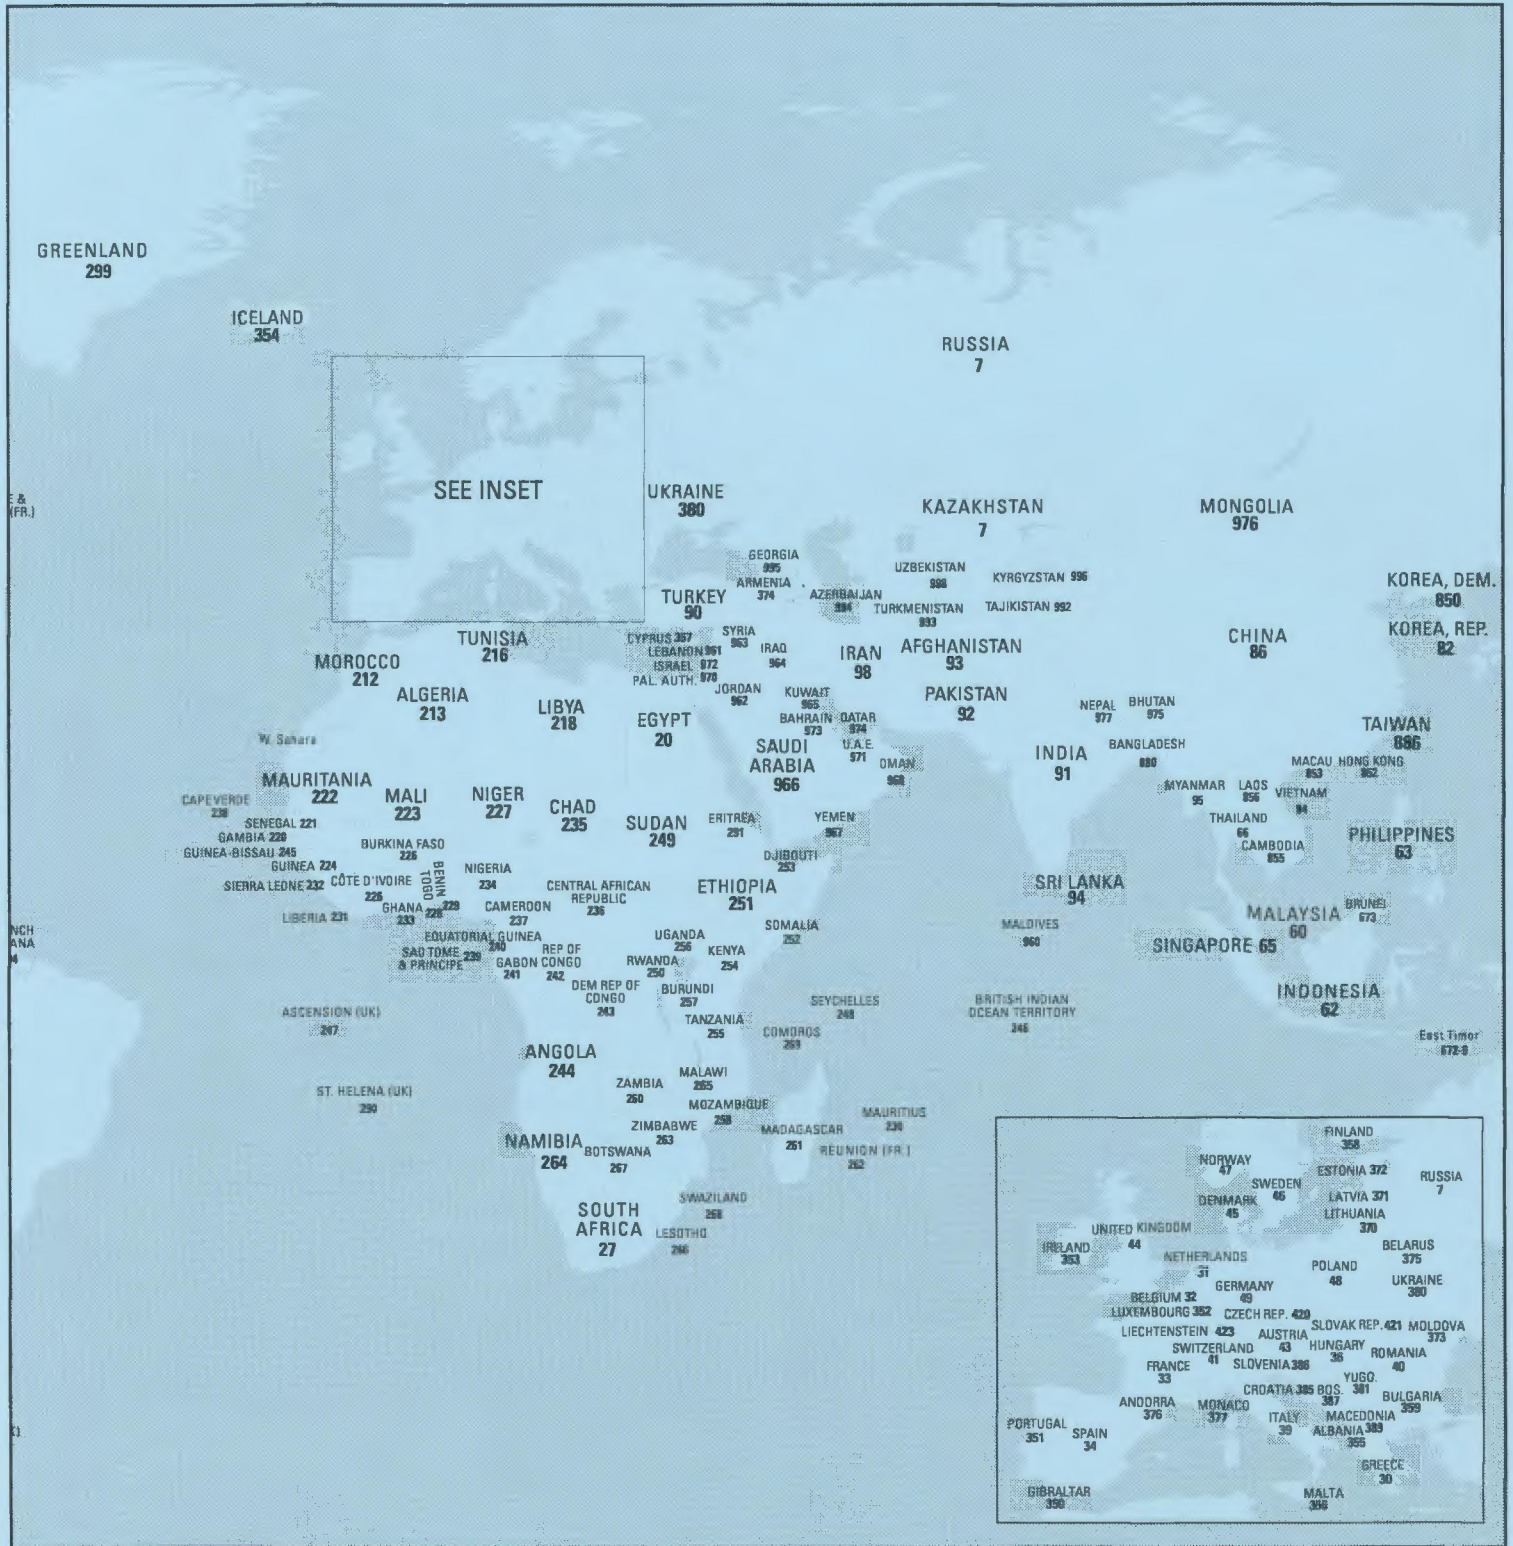 GREENLAND
299
ICELAND
354
RUSSIA
7
SEE INSET
E &
(FR.)
UKRAINE
380
KAZAKHSTAN
7
MONGOLIA
976
GEORGIA
995
ARMENIA
374
AZERBAIJAN
994
UZBEKISTAN
998
KYRGYZSTAN 996
TURKMENISTAN
993
TAJIKISTAN 992
KOREA, DEM.
850
KOREA, REP.
82
TURKEY
90
TUNISIA
216
CYPRUS 357
LEBANON 961
ISRAEL 972
PAL. AUTH. 970
SYRIA
963
IRAQ
964
IRAN
98
AFGHANISTAN
93
CHINA
86
MOROCCO
212
ALGERIA
213
LIBYA
218
EGYPT
20
JORDAN
962
KUWAIT
965
BAHRAIN
973
QATAR
974
U.A.E.
971
PAKISTAN
92
NEPAL
977
BHUTAN
975
TAIWAN
886
W. Sahara
SAUDI
ARABIA
966
OMAN
968
INDIA
91
BANGLADESH
880
MACAU
853
HONG KONG
852
MAURITANIA
222
MALI
223
NIGER
227
CHAD
235
SUDAN
249
ERITREA
291
YEMEN
967
MYANMAR
95
LAOS
856
VIETNAM
84
CAPE VERDE
238
SENEGAL 221
GAMBIA 220
GUINEA-BISSAU 245
GUINEA 224
SIERRA LEONE 232
LIBERIA 231
BURKINA FASO
226
CÔTE D'IVOIRE
225
GHANA
233
TOGO
228
BENIN
229
NIGERIA
234
CAMEROON
237
CENTRAL AFRICAN
REPUBLIC
236
DJIBOUTI
253
ETHIOPIA
251
THAILAND
66
CAMBODIA
855
PHILIPPINES
63
SRI LANKA
94
MALAYSIA
60
BRUNEI
673
SINGAPORE 65
MALDIVES
960
SOMALIA
252
NCH
ANA
4
EQUATORIAL GUINEA
240
SAO TOME
& PRINCIPE 239
GABON
241
REP OF
CONGO
242
UGANDA
256
KENYA
254
RWANDA
250
DEM REP OF
CONGO
243
BURUNDI
257
TANZANIA
255
SEYCHELLES
248
BRITISH INDIAN
OCEAN TERRITORY
246
INDONESIA
62
East Timor
672-9
ASCENSION (UK)
247
COMOROS
269
ANGOLA
244
ST. HELENA (UK)
290
ZAMBIA
260
MALAWI
265
MOZAMBIQUE
258
ZIMBABWE
263
MADAGASCAR
261
MAURITIUS
230
REUNION (FR.)
262
NAMIBIA
264
BOTSWANA
267
SOUTH
AFRICA
27
SWAZILAND
268
LESOTHO
266
FINLAND
358
NORWAY
47
SWEDEN
46
ESTONIA 372
RUSSIA
7
DENMARK
45
LATVIA 371
LITHUANIA
370
UNITED KINGDOM
44
IRELAND
353
NETHERLANDS
31
BELARUS
375
POLAND
48
GERMANY
49
UKRAINE
380
BELGIUM 32
LUXEMBOURG 352
CZECH REP. 420
SLOVAK REP. 421
MOLDOVA
373
LIECHTENSTEIN 423
AUSTRIA
43
SWITZERLAND
41
HUNGARY
36
ROMANIA
40
FRANCE
33
SLOVENIA 386
YUGO.
381
CROATIA 385
BOS.
387
BULGARIA
359
ANDORRA
376
MONACO
377
ITALY
39
MACEDONIA
389
ALBANIA
355
PORTUGAL
351
SPAIN
34
GREECE
30
GIBRALTAR
350
MALTA
356